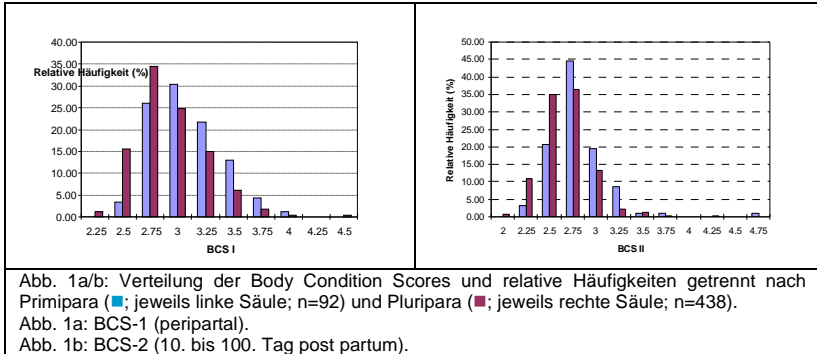 40.00
35.00
Relative Häufigkeit (%)
30.00
25.00
20.00
15.00
10.00
5.00
0.00
2.25 2.5 2.75 3 3.25 3.5 3.75 4 4.25 4.5
BCS I
50.00
45.00
40.00
35.00
30.00
25.00
20.00
15.00
10.00
5.00
0.00
Relative Häufigkeit (%)
2 2.25 2.5 2.75 3 3.25 3.5 3.75 4 4.25 4.5 4.75
BCS II
Abb. 1a/b: Verteilung der Body Condition Scores und relative Häufigkeiten getrennt nach
Primipara (■; jeweils linke Säule; n=92) und Pluripara (■; jeweils rechte Säule; n=438).
Abb. 1a: BCS-1 (peripartal).
Abb. 1b: BCS-2 (10. bis 100. Tag post partum).